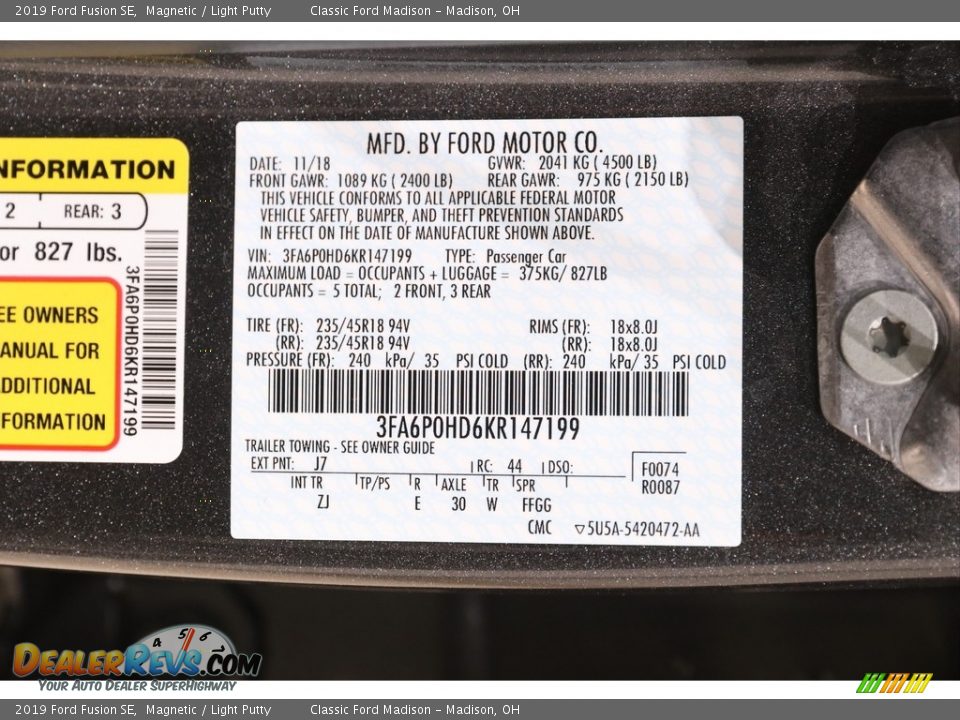 2019 Ford Fusion SE, Magnetic / Light Putty Classic Ford Madison – Madison, OH
NFORMATION
2 REAR: 3
or 827 lbs.
EE OWNERS
ANUAL FOR
ADDITIONAL
FORMATION
3FA6P0HD6KR147199
MFD. BY FORD MOTOR CO.
DATE: 11/18 GVWR: 2041 KG ( 4500 LB)
FRONT GAWR: 1089 KG ( 2400 LB) REAR GAWR: 975 KG ( 2150 LB)
THIS VEHICLE CONFORMS TO ALL APPLICABLE FEDERAL MOTOR
VEHICLE SAFETY, BUMPER, AND THEFT PREVENTION STANDARDS
IN EFFECT ON THE DATE OF MANUFACTURE SHOWN ABOVE.
VIN: 3FA6P0HD6KR147199 TYPE: Passenger Car
MAXIMUM LOAD = OCCUPANTS + LUGGAGE = 375KG/ 827LB
OCCUPANTS = 5 TOTAL; 2 FRONT, 3 REAR
TIRE (FR): 235/45R18 94V RIMS (FR): 18x8.0J
(RR): 235/45R18 94V (RR): 18x8.0J
PRESSURE (FR): 240 kPa/ 35 PSI COLD (RR): 240 kPa/ 35 PSI COLD
3FA6P0HD6KR147199
TRAILER TOWING - SEE OWNER GUIDE
EXT PNT: J7 RC: 44 DSO: F0074
INT TR TP/PS R AXLE TR SPR R0087
ZJ E 30 W FFGG
CMC ▽5U5A-5420472-AA
4 5 6
DEALERREVS.COM
YOUR AUTO DEALER SUPERHIGHWAY
2019 Ford Fusion SE, Magnetic / Light Putty Classic Ford Madison – Madison, OH